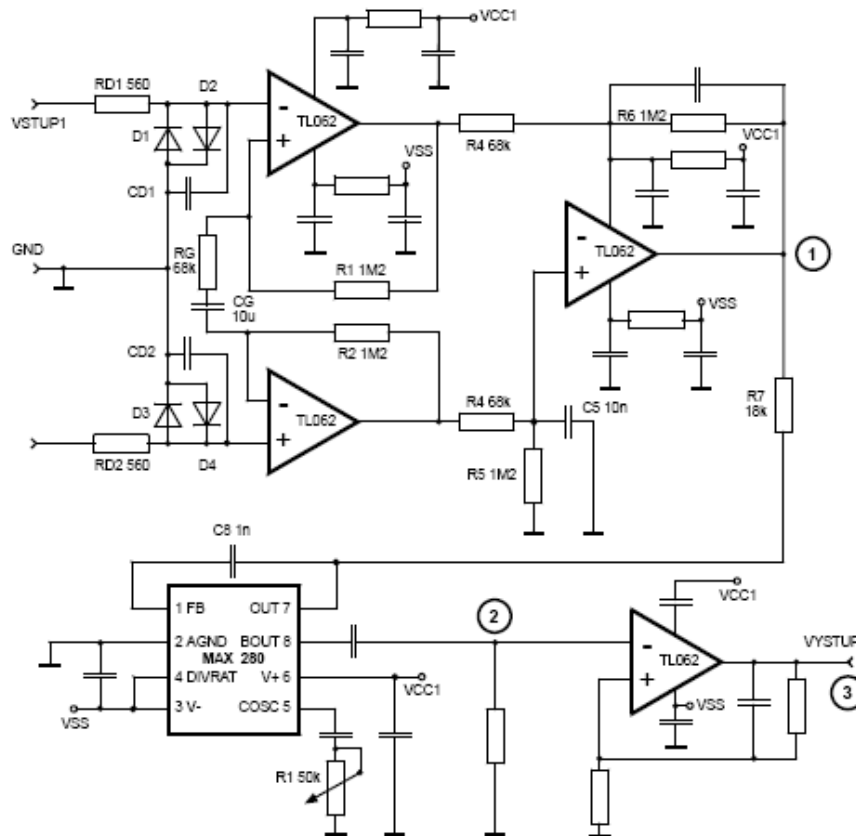 VCC1
RD1 560
D2
VSTUP1
D1
-
+
TL062
R4 68k
R6 1M2
VCC1
VSS
CD1
GND
RG
68k
R1 1M2
-
+
TL062
1
CG
10u
R2 1M2
VSS
CD2
D3
-
+
TL062
R4 68k
C5 10n
R7
18k
RD2 560
D4
R5 1M2
C8 1n
1 FB
OUT 7
2 AGND
BOUT 8
MAX 280
4 DIVRAT
V+ 6
3 V-
COSC 5
VSS
VCC1
R1 50k
2
VCC1
-
+
TL062
VSS
VYSTUP
3